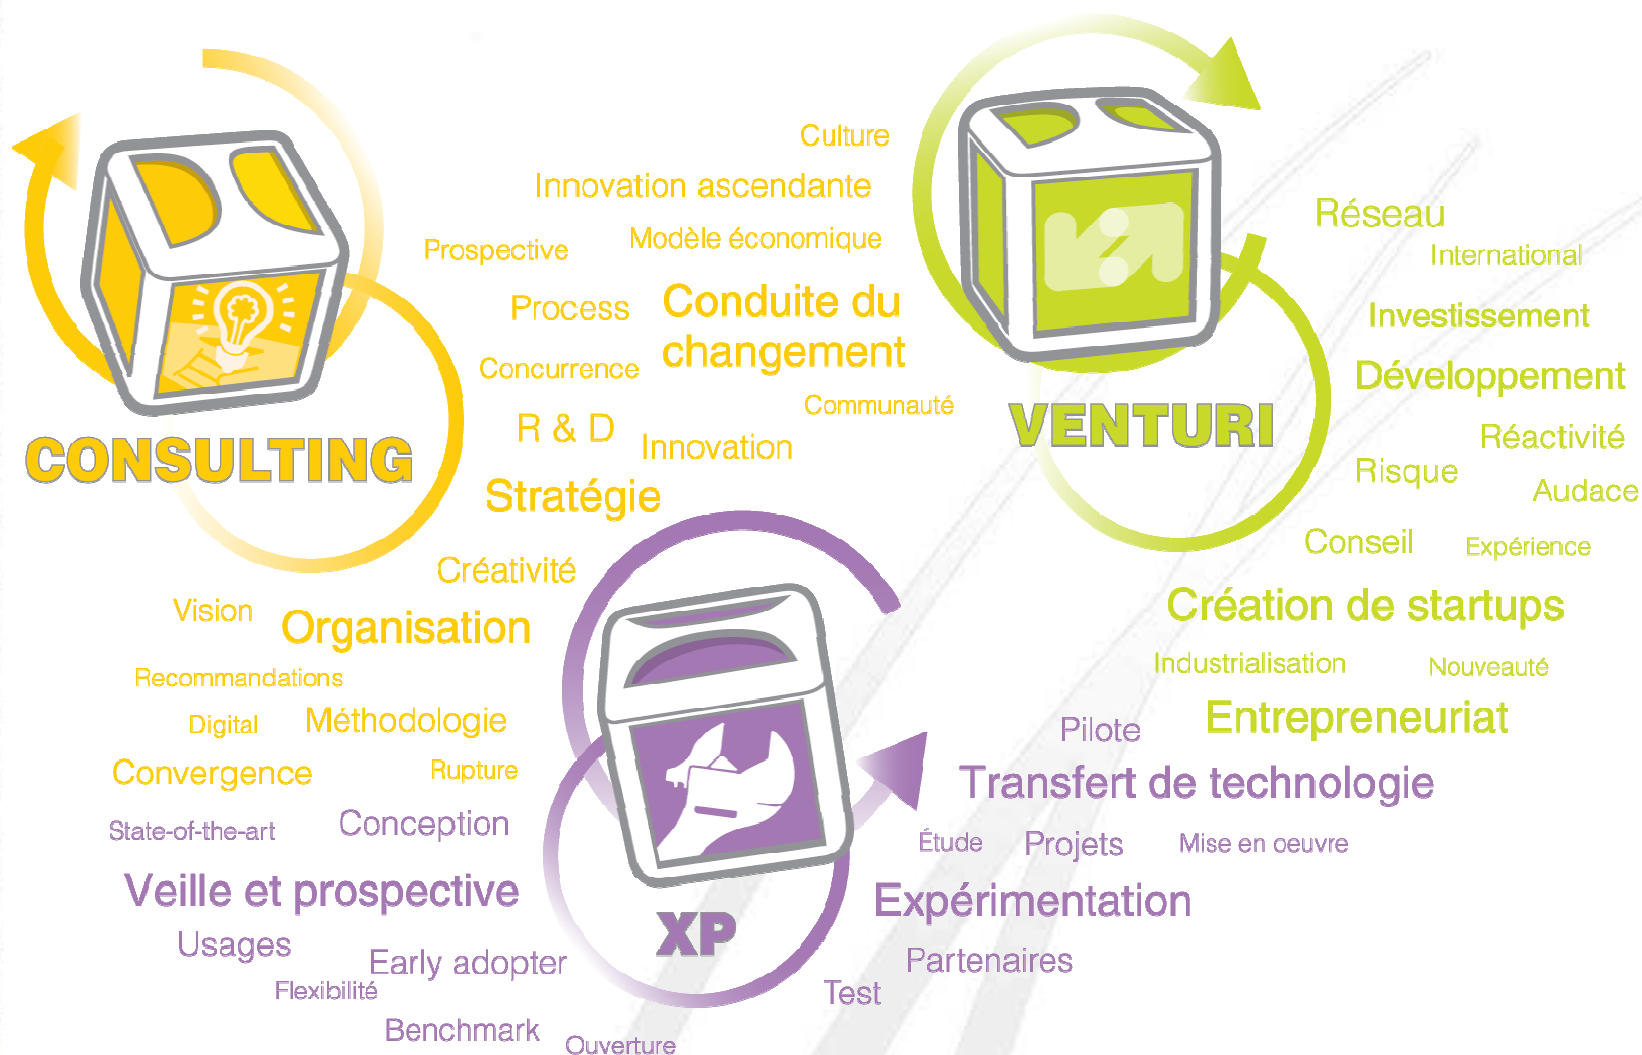 Culture
Innovation ascendante
Prospective
Modèle économique
Process
Conduite du
changement
Concurrence
Communauté
R & D
Innovation
CONSULTING
Stratégie
Créativité
Vision
Organisation
Recommandations
Digital
Méthodologie
Convergence
Rupture
Réseau
International
Investissement
Développement
VENTURI
Réactivité
Risque
Audace
Conseil
Expérience
Création de startups
Industrialisation
Nouveauté
Entrepreneuriat
Pilote
Transfert de technologie
Étude
Projets
Mise en oeuvre
Expérimentation
Partenaires
Test
XP
State-of-the-art
Conception
Veille et prospective
Usages
Early adopter
Flexibilité
Benchmark
Ouverture